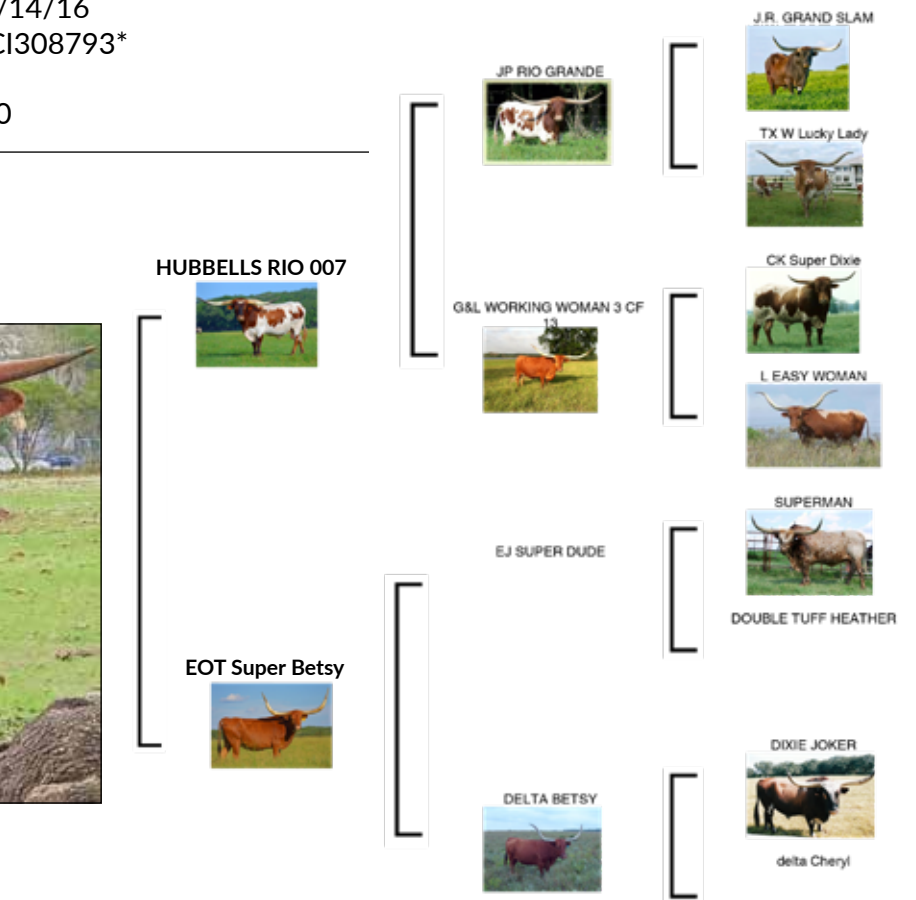 /14/16
CI308793*
0
J.R. GRAND SLAM
JP RIO GRANDE
TX W Lucky Lady
HUBBELLS RIO 007
CK Super Dixie
G&L WORKING WOMAN 3 CF
13
L EASY WOMAN
SUPERMAN
EJ SUPER DUDE
DOUBLE TUFF HEATHER
EOT Super Betsy
DIXIE JOKER
DELTA BETSY
delta Cheryl